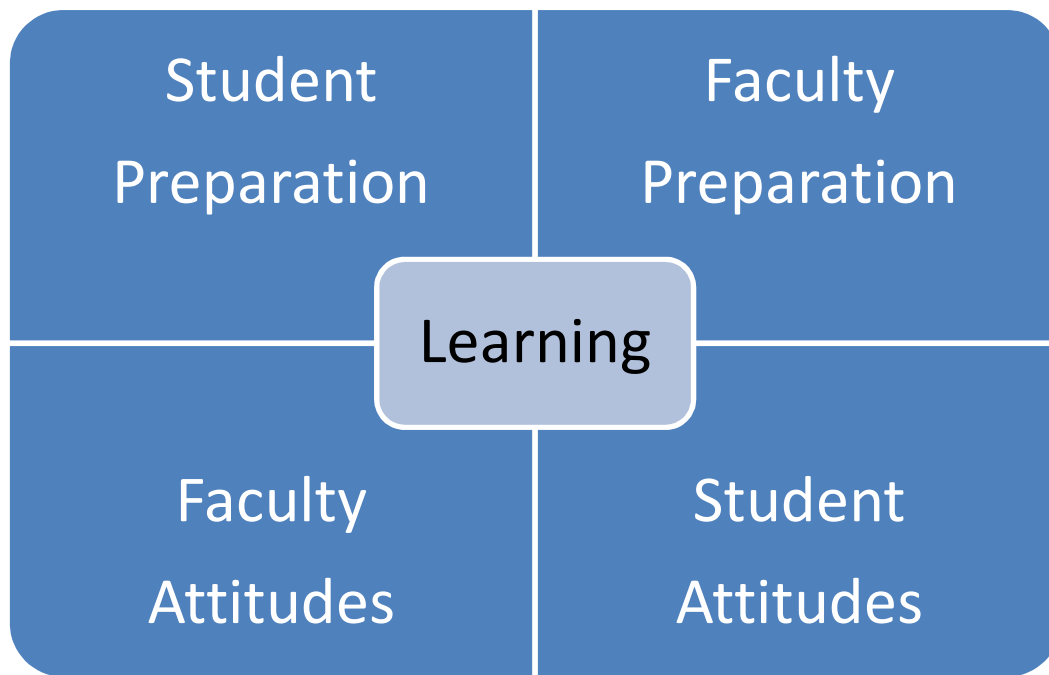 Student
Preparation
Faculty
Preparation
Learning
Faculty
Attitudes
Student
Attitudes